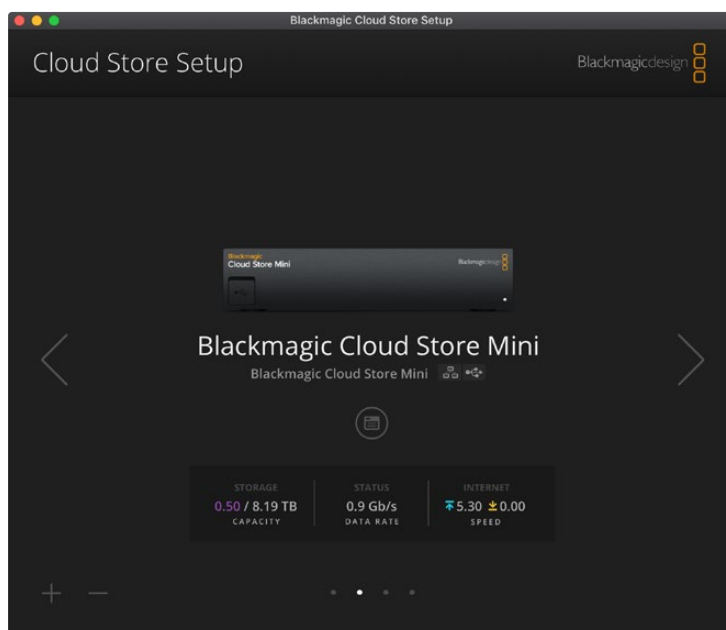 Blackmagic Cloud Store Setup
Cloud Store Setup
Blackmagicdesign
Blackmagic
Cloud Store Mini
Blackmagicdesign
Blackmagic Cloud Store Mini
Blackmagic Cloud Store Mini
STORAGE STATUS INTERNET
0.50 / 8.19 TB 0.9 Gb/s 5.30 0.00
CAPACITY DATA RATE SPEED